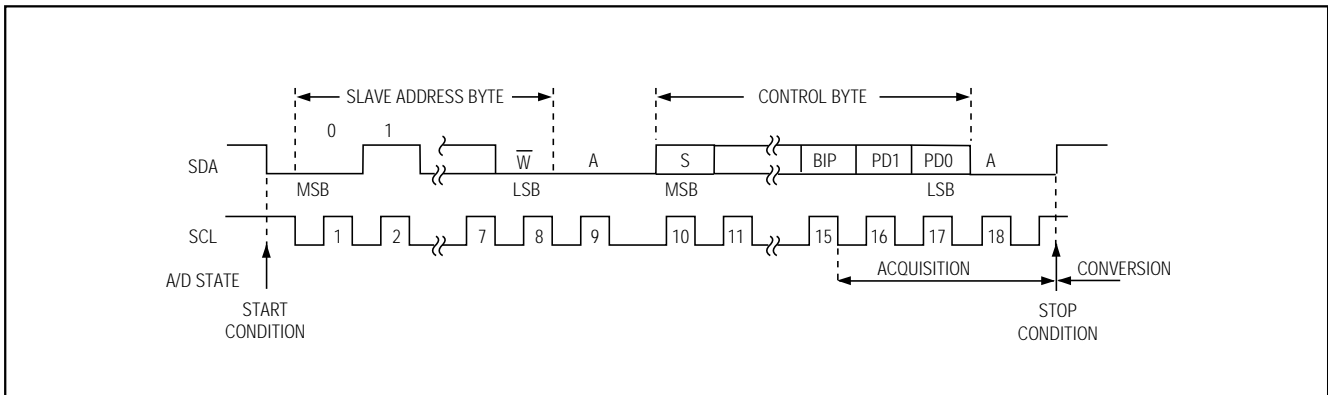 SLAVE ADDRESS BYTE CONTROL BYTE
0 1
SDA W̅ A S BIP PD1 PD0 A
MSB LSB MSB LSB
SCL 1 2 7 8 9 10 11 15 16 17 18
A/D STATE ACQUISITION CONVERSION
START CONDITION
STOP CONDITION